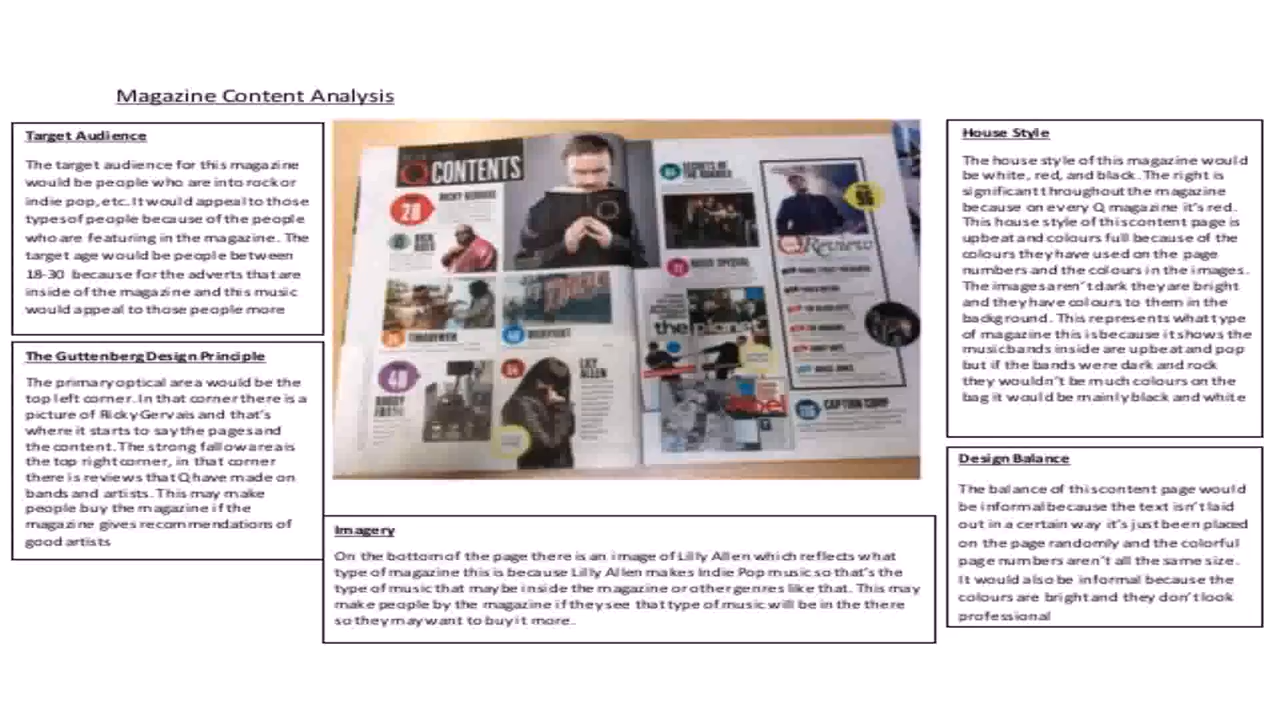 Magazine Content Analysis
Target Audience
The target audience for this magazine
would be people who are into rock or
indie pop, etc. It would appeal to those
types of people because of the people
who are featuring in the magazine. The
target age would be people between
18-30 because for the adverts that are
inside of the magazine and this music
would appeal to those people more
The Guttenberg Design Principle
The primary optical area would be the
top left corner. In that corner there is a
picture of Ricky Gervais and that's
where it starts to say the pages and
the content. The strong fallow area is
the top right corner, in that corner
there is reviews that Q have made on
bands and artists. This may make
people buy the magazine if the
magazine gives recommendations of
good artists
Q CONTENTS
28
40
LILY
ALLEN
Review
96
CAPTAIN
Imagery
On the bottom of the page there is an image of Lilly Allen which reflects what
type of magazine this is because Lilly Allen makes Indie Pop music so that's the
type of music that may be inside the magazine or other genres like that. This may
make people by the magazine if they see that type of music will be in the there
so they may want to buy it more.
House Style
The house style of this magazine would
be white, red, and black. The right is
significant throughout the magazine
because on every Q magazine it's red.
This house style of this content page is
upbeat and colours full because of the
colours they have used on the page
numbers and the colours in the images.
The images aren't dark they are bright
and they have colours to them in the
background. This represents what type
of magazine this is because it shows the
music bands inside are upbeat and pop
but if the bands were dark and rock
they wouldn't be much colours on the
bag it would be mainly black and white
Design Balance
The balance of this content page would
be informal because the text isn't laid
out in a certain way it's just been placed
on the page randomly and the colorful
page numbers aren't all the same size.
It would also be informal because the
colours are bright and they don't look
professional